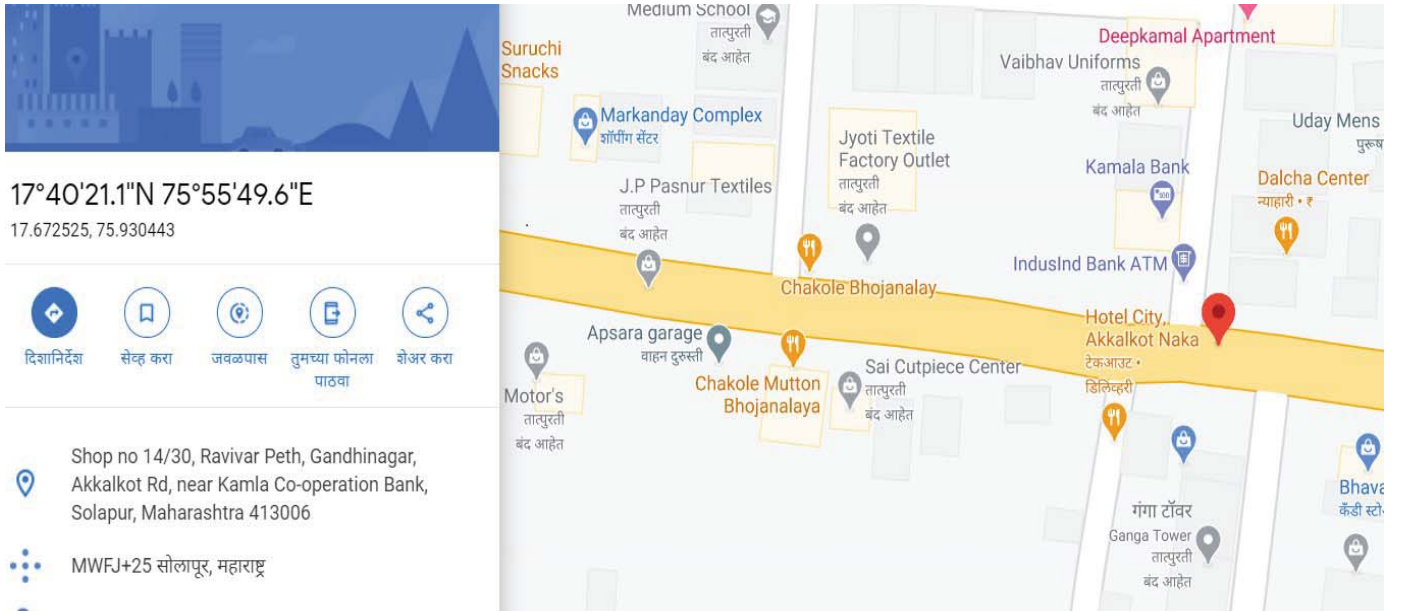 17°40'21.1"N 75°55'49.6"E
17.672525, 75.930443
दिशानिर्देश
सेव्ह करा
जवळपास
तुमच्या फोनला
पाठवा
शेअर करा
Shop no 14/30, Ravivar Peth, Gandhinagar,
Akkalkot Rd, near Kamla Co-operation Bank,
Solapur, Maharashtra 413006
MWFJ+25 सोलापूर, महाराष्ट्र
Medium School
तात्पुरती
बंद आहेत
Suruchi
Snacks
Markanday Complex
शॉपींग सेंटर
J.P Pasnur Textiles
तात्पुरती
बंद आहेत
Jyoti Textile
Factory Outlet
तात्पुरती
बंद आहेत
Deepkamal Apartment
Vaibhav Uniforms
तात्पुरती
बंद आहेत
Uday Mens
Kamala Bank
Dalcha Center
न्याहारी • ₹
IndusInd Bank ATM
Chakole Bhojanalay
Hotel City,
Akkalkot Naka
टेकआउट •
डिलिव्हरी
Apsara garage
वाहन दुरुस्ती
Chakole Mutton
Bhojanalaya
Sai Cutpiece Center
तात्पुरती
बंद आहेत
Motor's
तात्पुरती
बंद आहेत
गंगा टॉवर
Ganga Tower
तात्पुरती
बंद आहेत